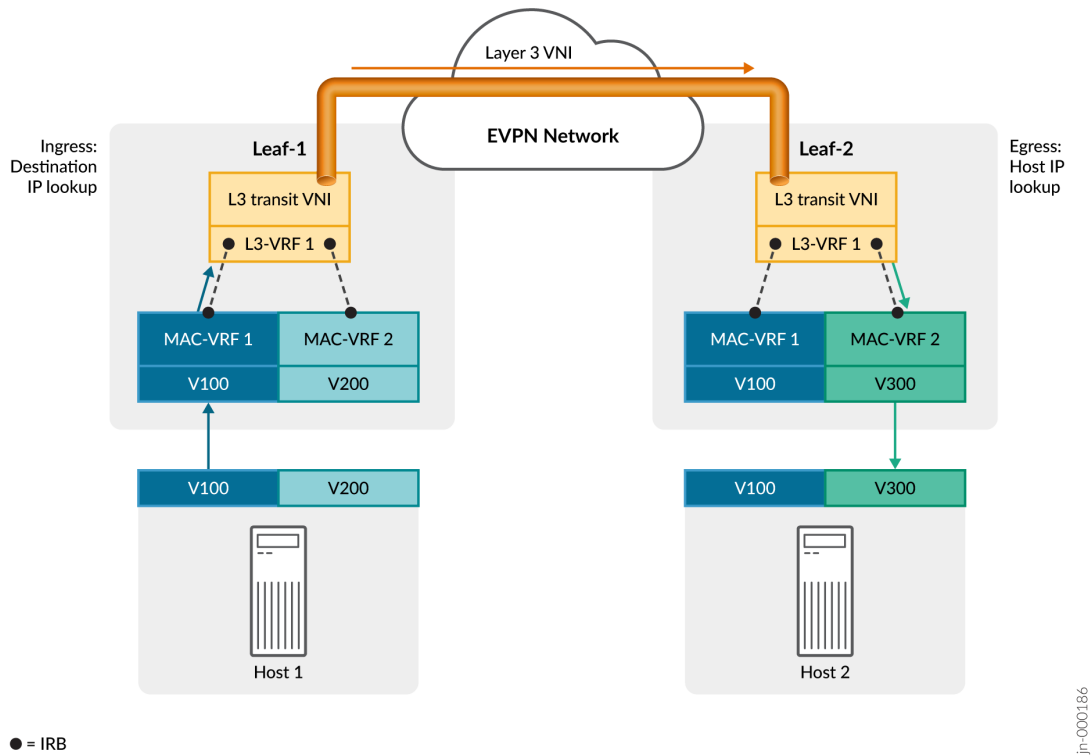 Layer 3 VNI
EVPN Network
Ingress:
Destination
IP lookup
Leaf-1
Leaf-2
Egress:
Host IP
lookup
L3 transit VNI
L3-VRF 1
L3 transit VNI
L3-VRF 1
MAC-VRF 1
MAC-VRF 2
V100
V200
MAC-VRF 1
MAC-VRF 2
V100
V300
V100
V200
V100
V300
Host 1
Host 2
= IRB
jn-000186